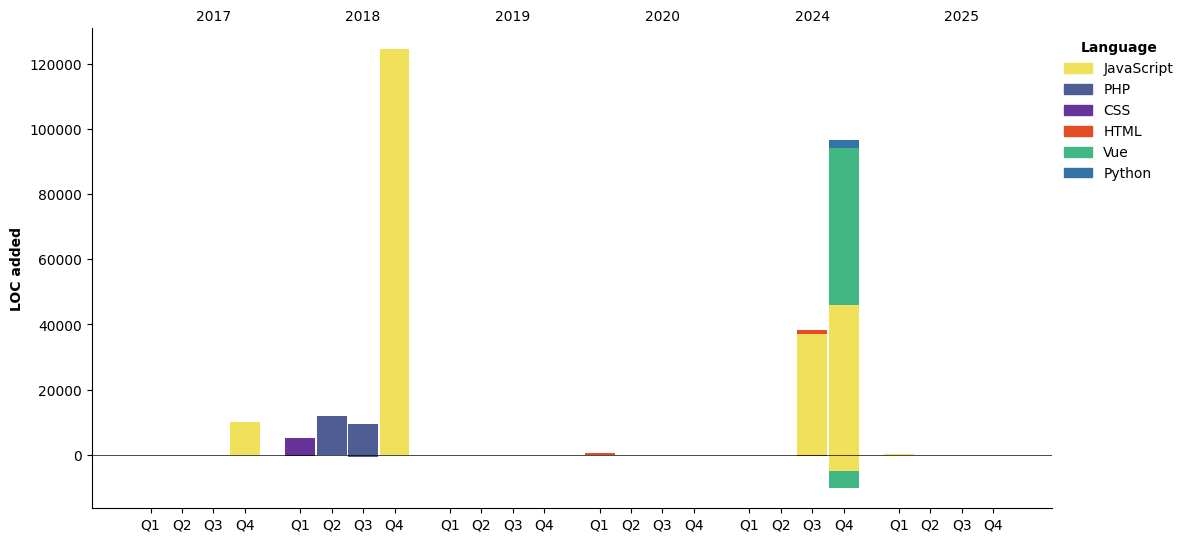 2017 2018 2019 2020 2024 2025
Language
JavaScript
PHP
CSS
HTML
Vue
Python
LOC added
120000
100000
80000
60000
40000
20000
0
Q1 Q2 Q3 Q4 Q1 Q2 Q3 Q4 Q1 Q2 Q3 Q4 Q1 Q2 Q3 Q4 Q1 Q2 Q3 Q4 Q1 Q2 Q3 Q4